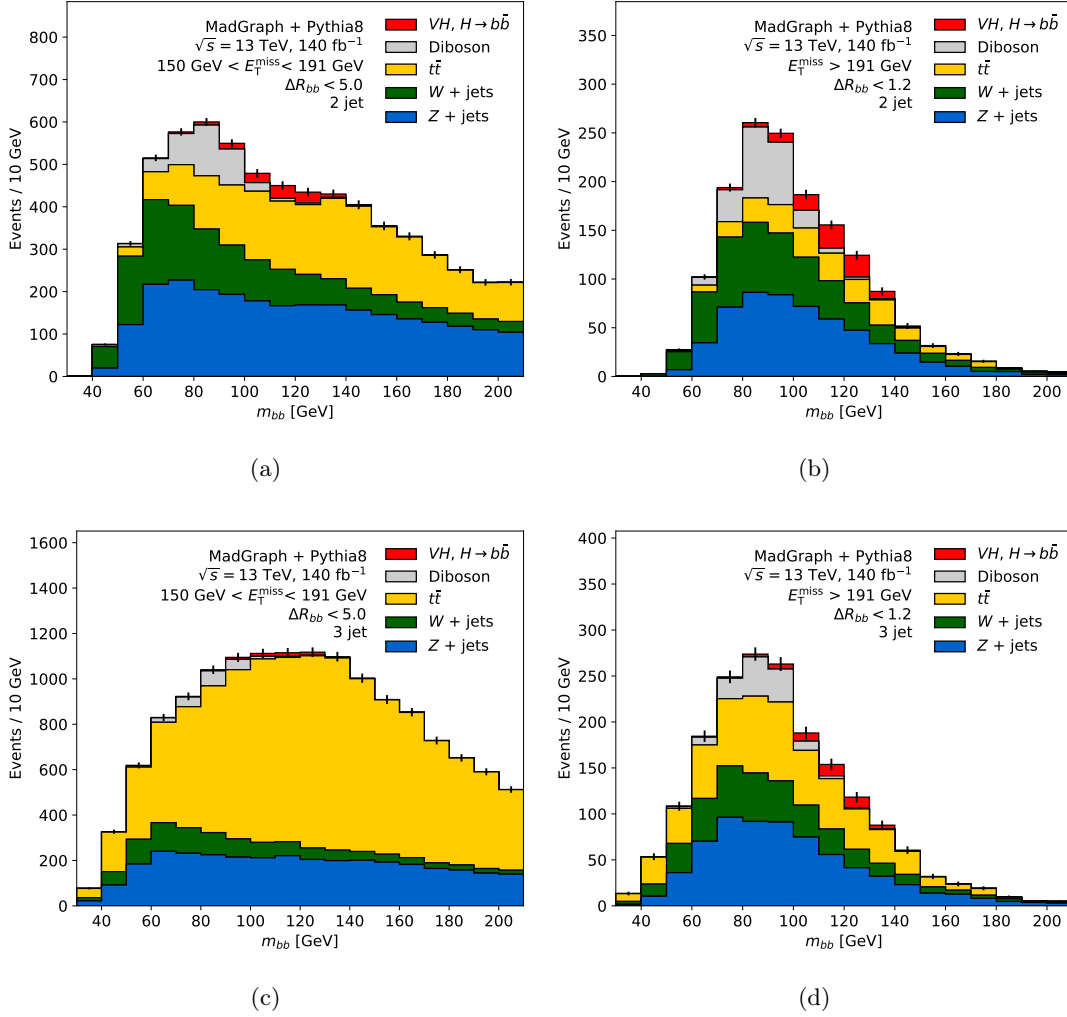 MadGraph + Pythia8
√s = 13 TeV, 140 fb⁻¹
150 GeV < E_T^miss < 191 GeV
ΔR_bb < 5.0
2 jet
VH, H → bb̄
Diboson
tt̄
W + jets
Z + jets
Events / 10 GeV
800
700
600
500
400
300
200
100
0
40 60 80 100 120 140 160 180 200
m_bb [GeV]
(a)
MadGraph + Pythia8
√s = 13 TeV, 140 fb⁻¹
E_T^miss > 191 GeV
ΔR_bb < 1.2
2 jet
VH, H → bb̄
Diboson
tt̄
W + jets
Z + jets
Events / 10 GeV
350
300
250
200
150
100
50
0
40 60 80 100 120 140 160 180 200
m_bb [GeV]
(b)
MadGraph + Pythia8
√s = 13 TeV, 140 fb⁻¹
150 GeV < E_T^miss < 191 GeV
ΔR_bb < 5.0
3 jet
VH, H → bb̄
Diboson
tt̄
W + jets
Z + jets
Events / 10 GeV
1600
1400
1200
1000
800
600
400
200
0
40 60 80 100 120 140 160 180 200
m_bb [GeV]
(c)
MadGraph + Pythia8
√s = 13 TeV, 140 fb⁻¹
E_T^miss > 191 GeV
ΔR_bb < 1.2
3 jet
VH, H → bb̄
Diboson
tt̄
W + jets
Z + jets
Events / 10 GeV
400
350
300
250
200
150
100
50
0
40 60 80 100 120 140 160 180 200
m_bb [GeV]
(d)